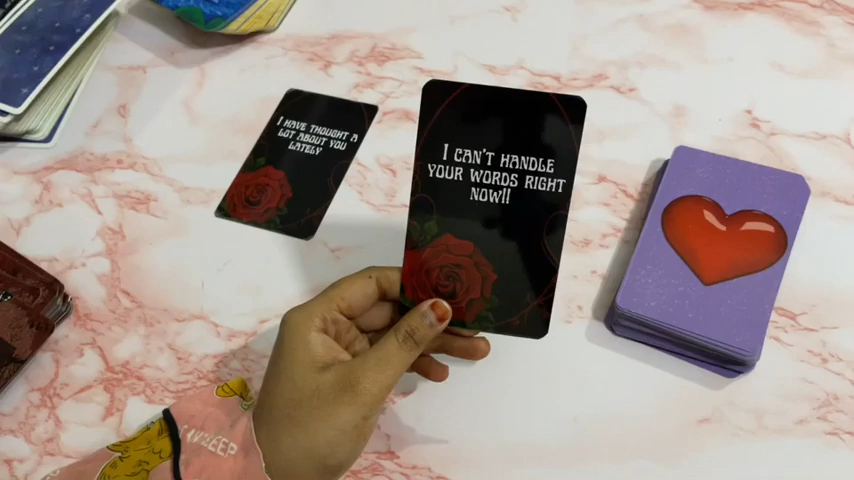 I HAVE THOUGHT A
LOT ABOUT YOU
LATELY
I CAN'T HANDLE
YOUR WORDS RIGHT
NOW!!